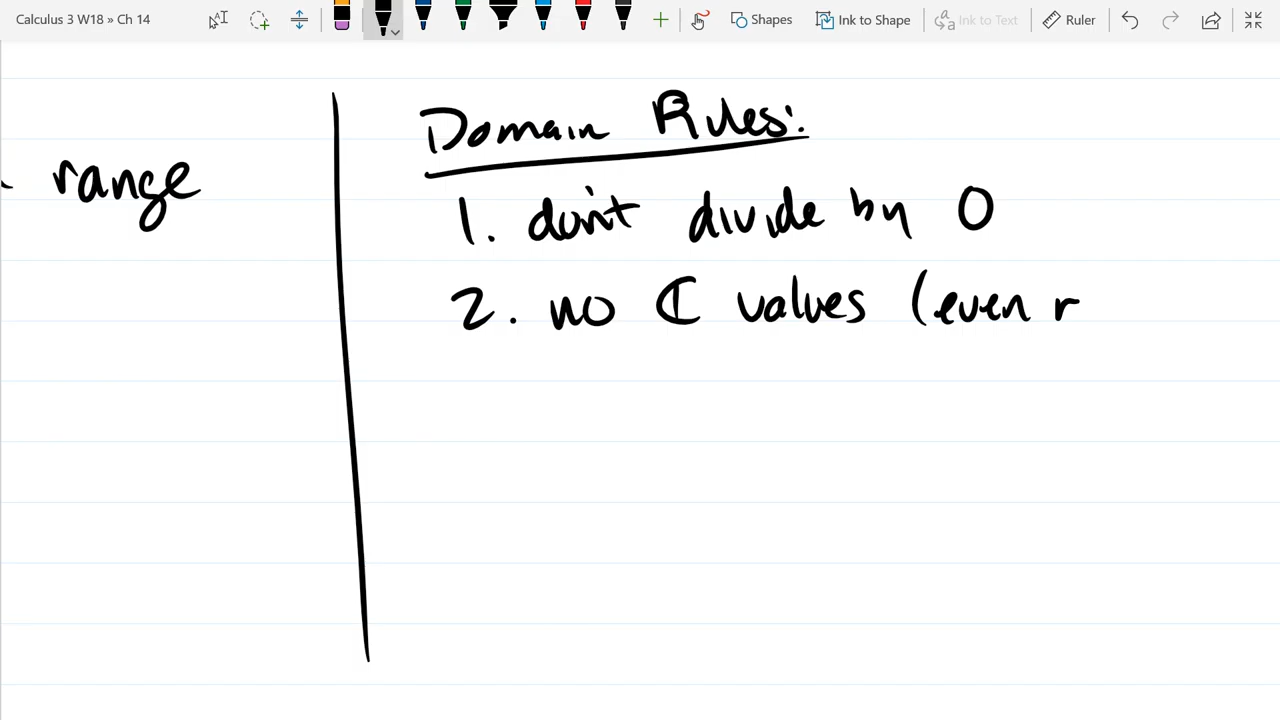 Calculus 3 W18 » Ch 14
Shapes
Ink to Shape
Ink to Text
Ruler
range
Domain Rules:
1. don't divide by 0
2. no ℂ values (even r